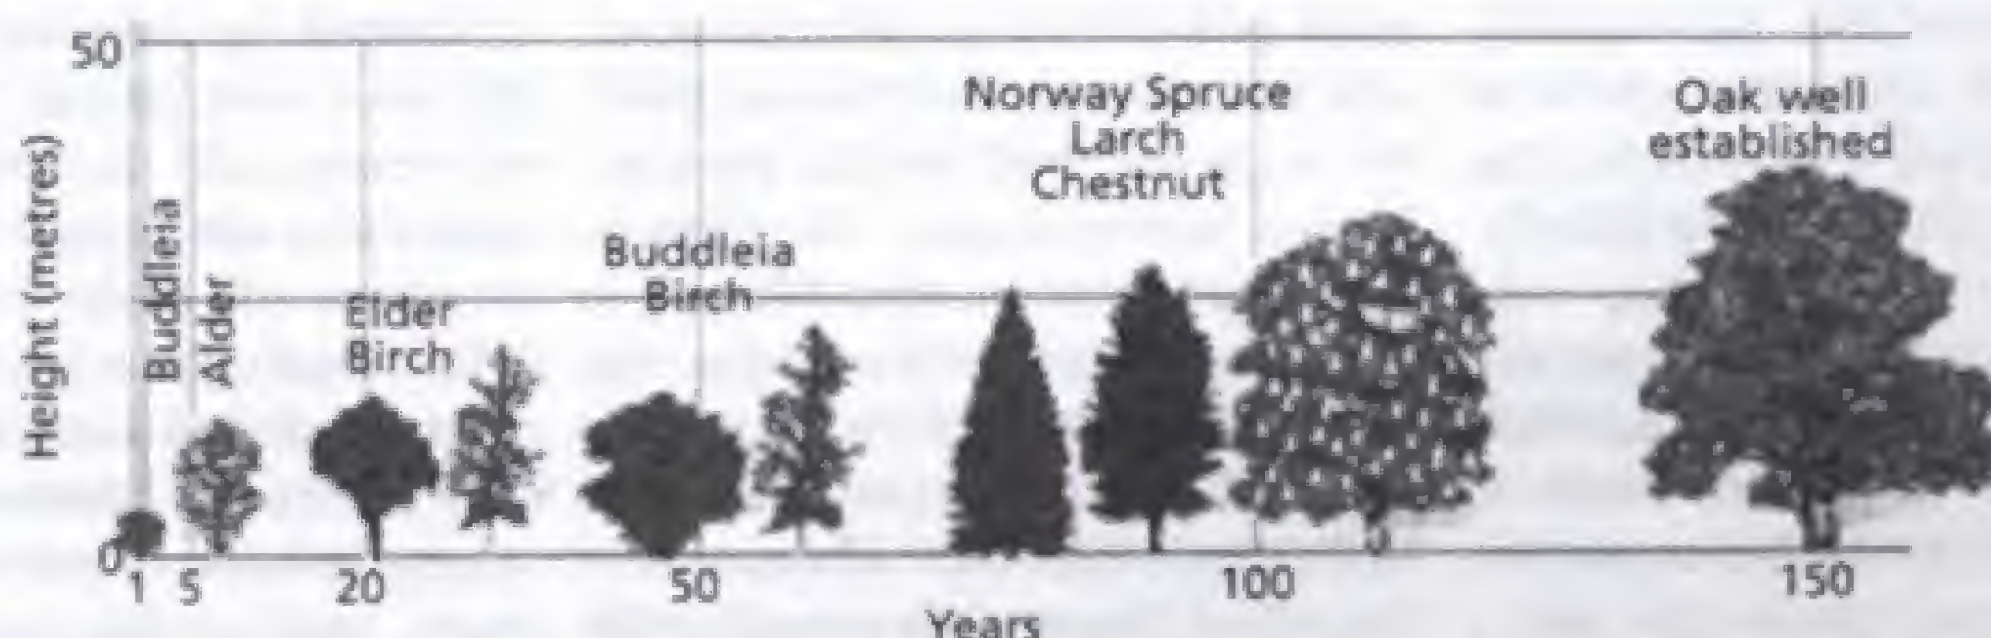 50
Height (metres)
0
Buddleia
Alder
Elder
Birch
Buddleia
Birch
Norway Spruce
Larch
Chestnut
Oak well
established
1 5 20 50 100 150
Years